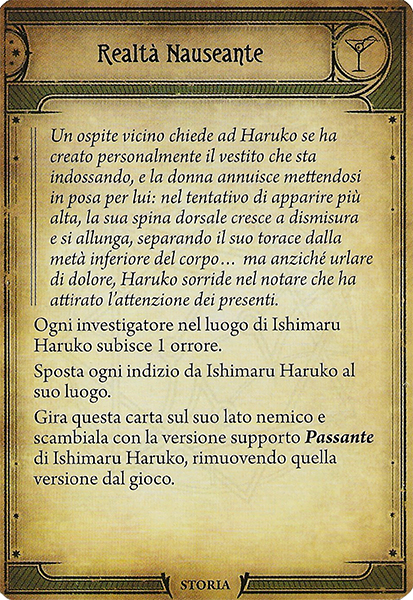 Realtà Nauseante
Un ospite vicino chiede ad Haruko se ha
creato personalmente il vestito che sta
indossando, e la donna annuisce mettendosi
in posa per lui: nel tentativo di apparire più
alta, la sua spina dorsale cresce a dismisura
e si allunga, separando il suo torace dalla
metà inferiore del corpo… ma anziché urlare
di dolore, Haruko sorride nel notare che ha
attirato l'attenzione dei presenti.
Ogni investigatore nel luogo di Ishimaru
Haruko subisce 1 orrore.
Sposta ogni indizio da Ishimaru Haruko al
suo luogo.
Gira questa carta sul suo lato nemico e
scambiala con la versione supporto Passante
di Ishimaru Haruko, rimuovendo quella
versione dal gioco.
STORIA